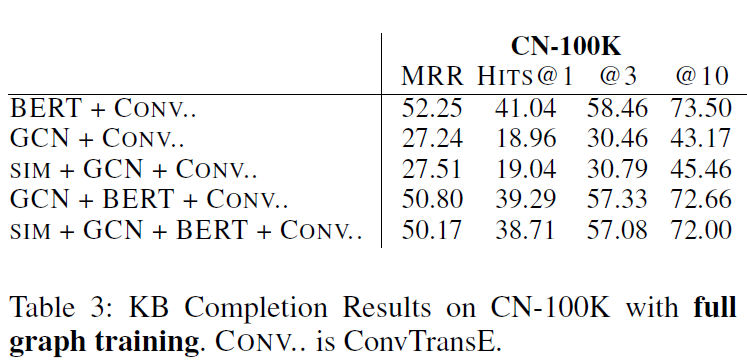 CN-100K
MRR HITS@1 @3 @10
BERT + CONV.. 52.25 41.04 58.46 73.50
GCN + CONV.. 27.24 18.96 30.46 43.17
SIM + GCN + CONV.. 27.51 19.04 30.79 45.46
GCN + BERT + CONV.. 50.80 39.29 57.33 72.66
SIM + GCN + BERT + CONV.. 50.17 38.71 57.08 72.00
Table 3: KB Completion Results on CN-100K with full
graph training. CONV.. is ConvTransE.